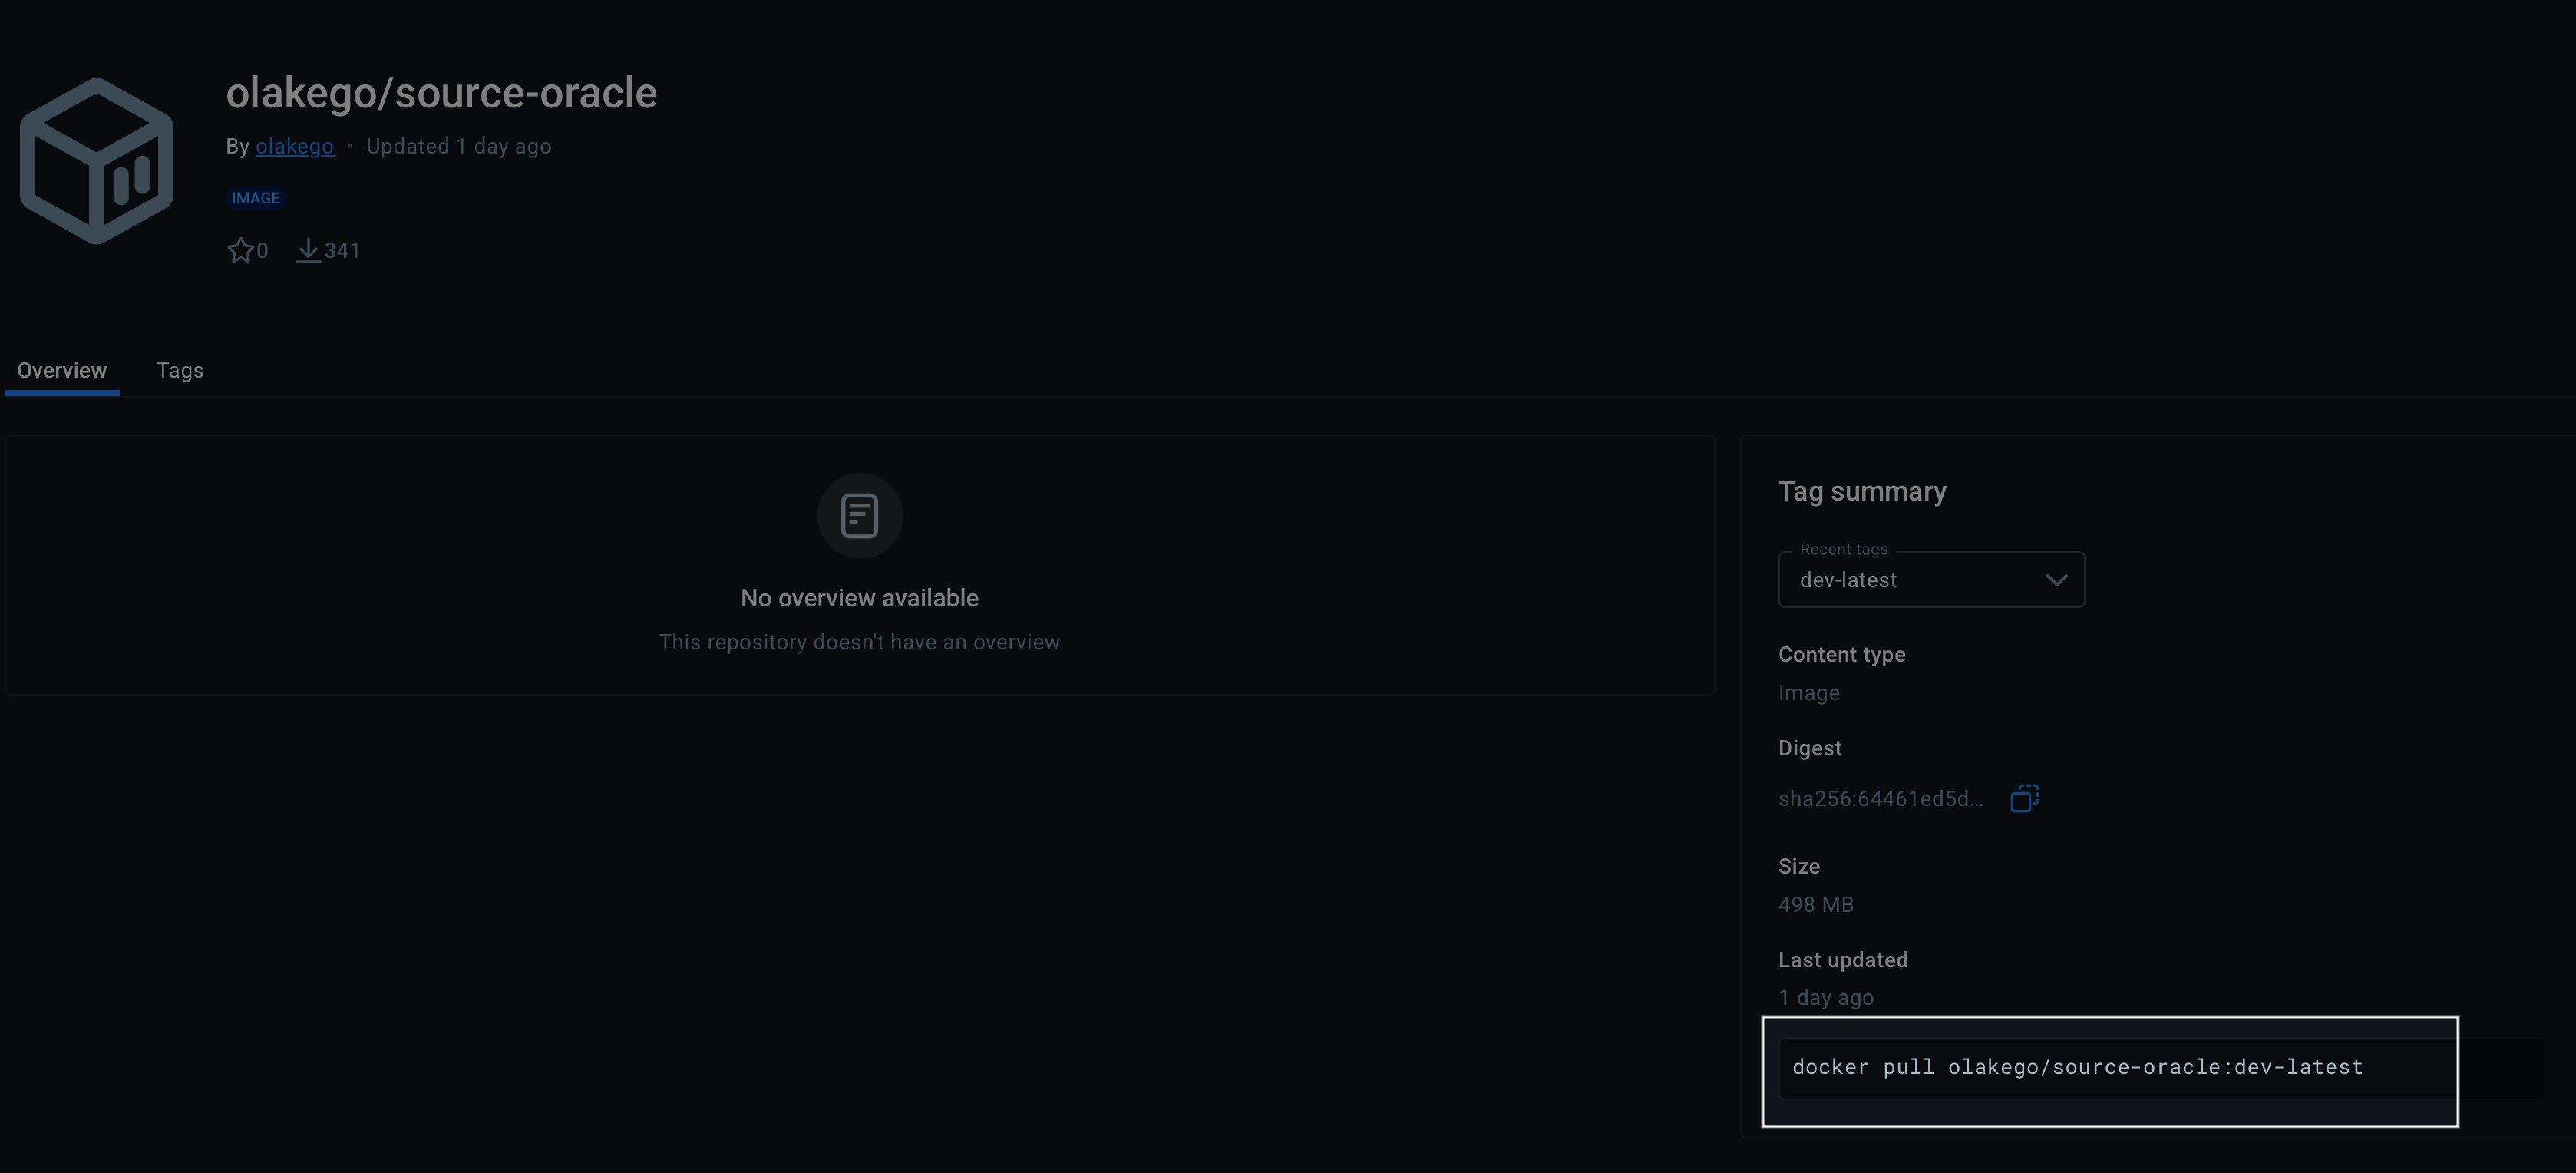 olakego/source-oracle
By olakego • Updated 1 day ago
IMAGE
0 341
Overview Tags
No overview available
This repository doesn't have an overview
Tag summary
Recent tags
dev-latest
Content type
Image
Digest
sha256:64461ed5d...
Size
498 MB
Last updated
1 day ago
docker pull olakego/source-oracle:dev-latest